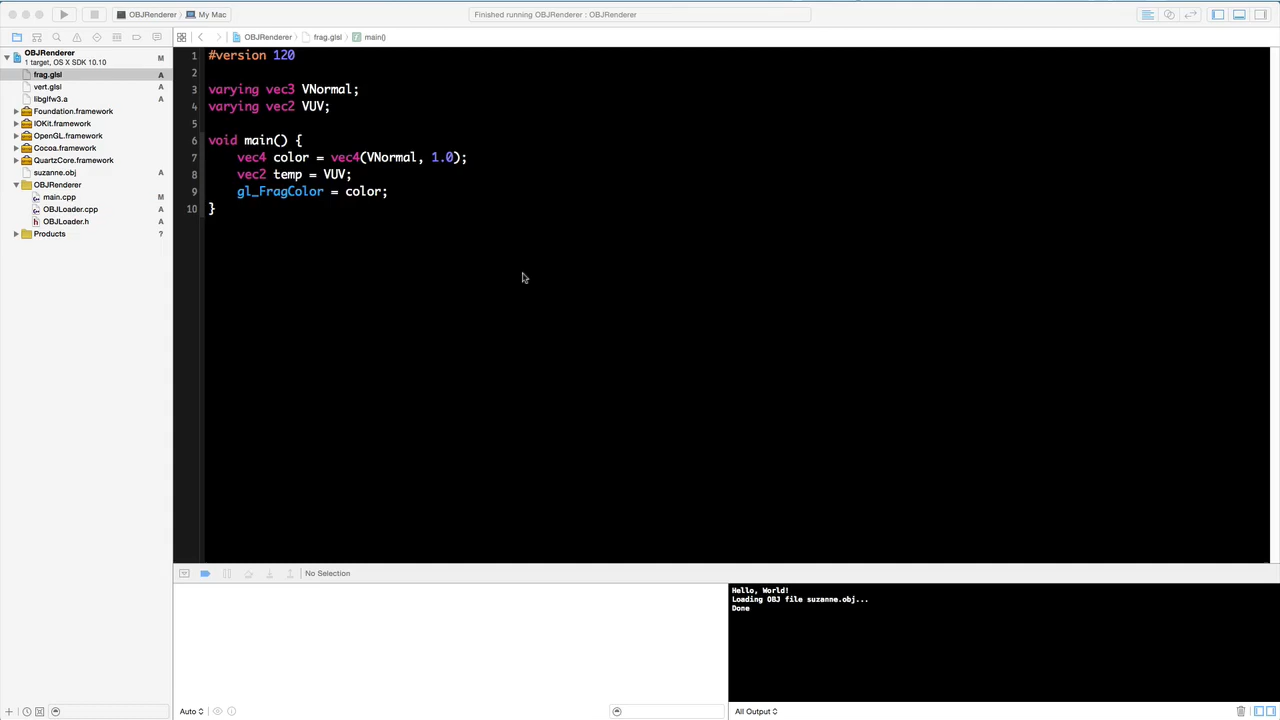 OBJRenderer My Mac
Finished running OBJRenderer : OBJRenderer
OBJRenderer
1 target, OS X SDK 10.10
M
frag.glsl A
vert.glsl A
libglfw3.a A
Foundation.framework
IOKit.framework
OpenGL.framework
Cocoa.framework
QuartzCore.framework
suzanne.obj A
OBJRenderer
main.cpp M
OBJLoader.cpp A
OBJLoader.h A
Products ?
OBJRenderer frag.glsl main()
1 #version 120
2
3 varying vec3 VNormal;
4 varying vec2 VUV;
5
6 void main() {
7 vec4 color = vec4(VNormal, 1.0);
8 vec2 temp = VUV;
9 gl_FragColor = color;
10 }
No Selection
Hello, World!
Loading OBJ file suzanne.obj...
Done
Auto
All Output